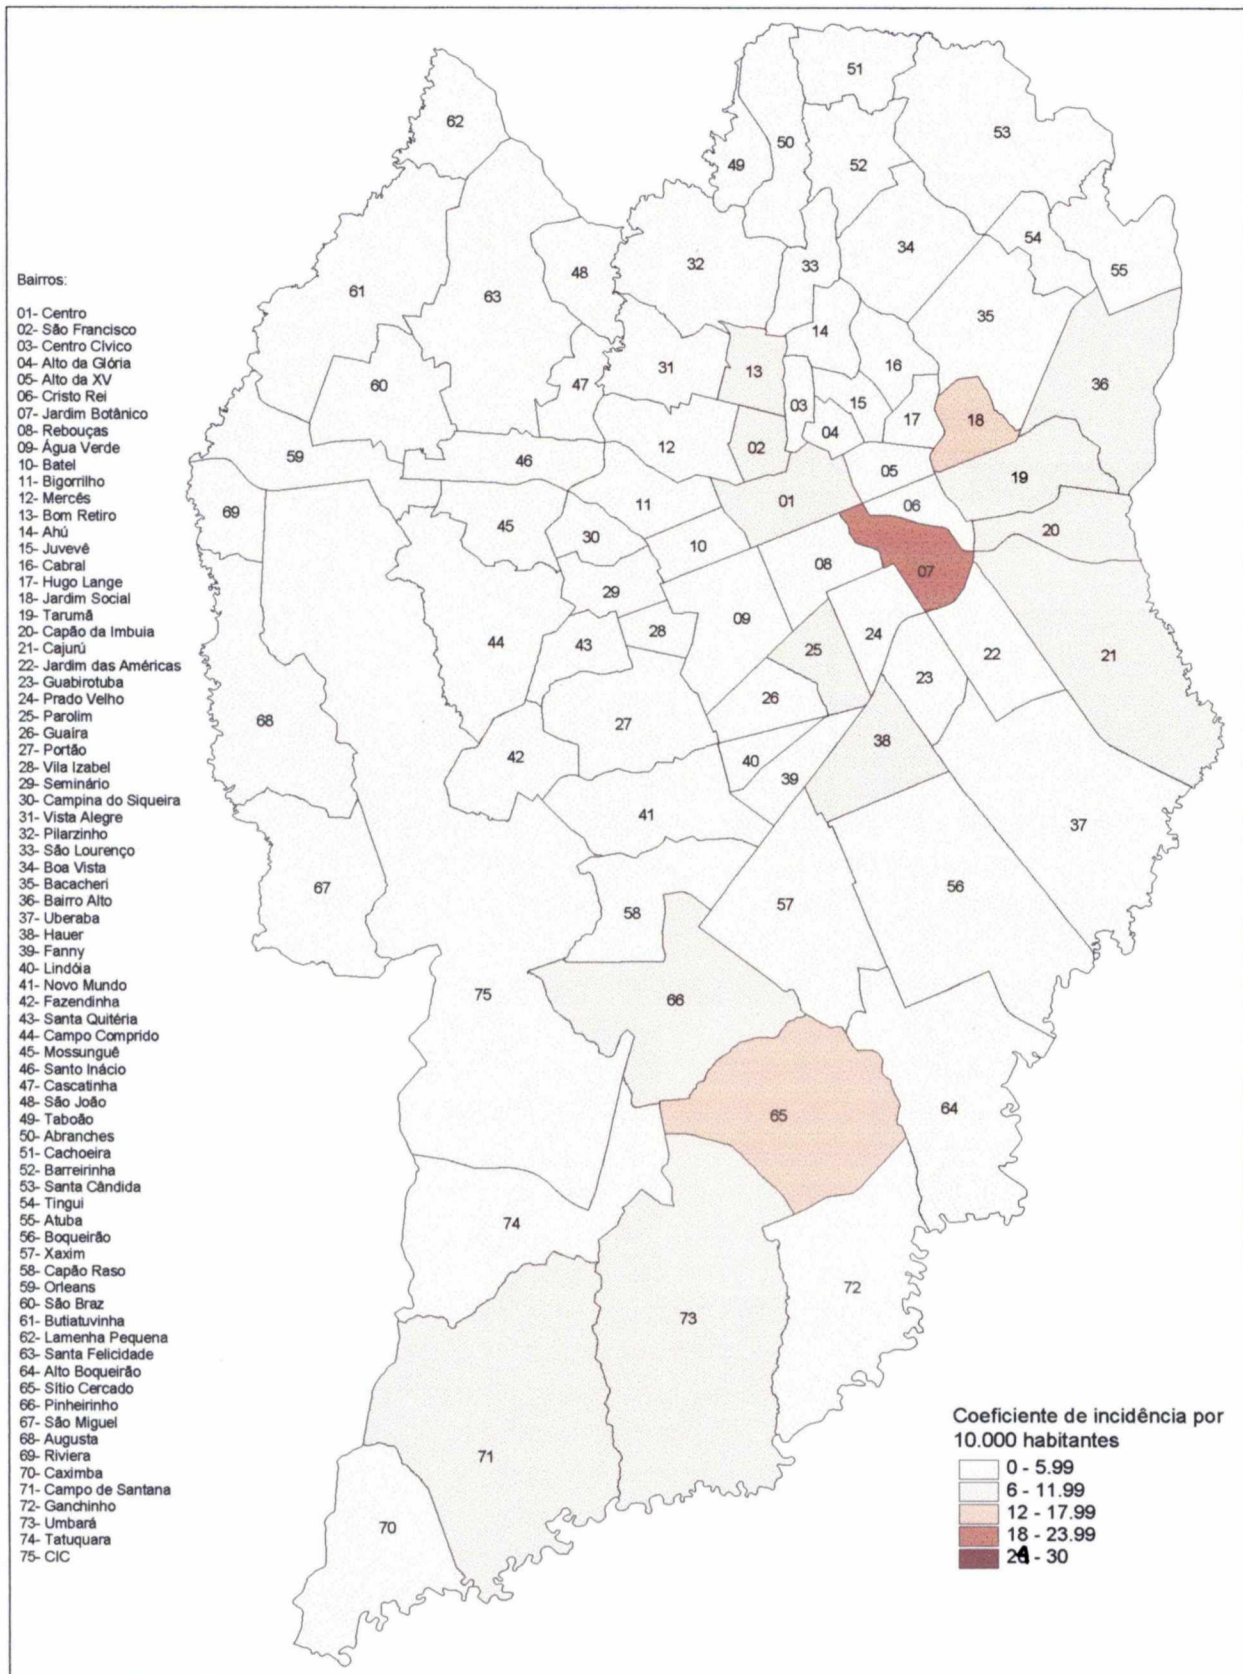 Bairros:
01- Centro
02- São Francisco
03- Centro Cívico
04- Alto da Glória
05- Alto da XV
06- Cristo Rei
07- Jardim Botânico
08- Rebouças
09- Água Verde
10- Batel
11- Bigorrilho
12- Mercês
13- Bom Retiro
14- Ahú
15- Juvevê
16- Cabral
17- Hugo Lange
18- Jardim Social
19- Tarumã
20- Capão da Imbuia
21- Cajurú
22- Jardim das Américas
23- Guabirotuba
24- Prado Velho
25- Parolim
26- Guaíra
27- Portão
28- Vila Izabel
29- Seminário
30- Campina do Siqueira
31- Vista Alegre
32- Pilarzinho
33- São Lourenço
34- Boa Vista
35- Bacacheri
36- Bairro Alto
37- Uberaba
38- Hauer
39- Fanny
40- Lindóia
41- Novo Mundo
42- Fazendinha
43- Santa Quitéria
44- Campo Comprido
45- Mossunguê
46- Santo Inácio
47- Cascatinha
48- São João
49- Taboão
50- Abranches
51- Cachoeira
52- Barreirinha
53- Santa Cândida
54- Tingui
55- Atuba
56- Boqueirão
57- Xaxim
58- Capão Raso
59- Orleans
60- São Braz
61- Butiatuvinha
62- Lamenha Pequena
63- Santa Felicidade
64- Alto Boqueirão
65- Sítio Cercado
66- Pinheirinho
67- São Miguel
68- Augusta
69- Riviera
70- Caximba
71- Campo de Santana
72- Ganchinho
73- Umbará
74- Tatuquara
75- CIC
51
62
53
50
52
49
54
34
33
32
48
55
61
63
35
14
16
31
13
60
47
36
03
15
17
18
04
02
12
59
46
05
19
01
11
06
69
45
20
30
10
08
07
29
09
28
24
44
43
25
22
21
23
26
68
27
38
42
40
39
41
37
67
56
57
58
75
66
65
64
74
72
73
71
70
Coeficiente de incidência por
10.000 habitantes
0 - 5.99
6 - 11.99
12 - 17.99
18 - 23.99
24 - 30